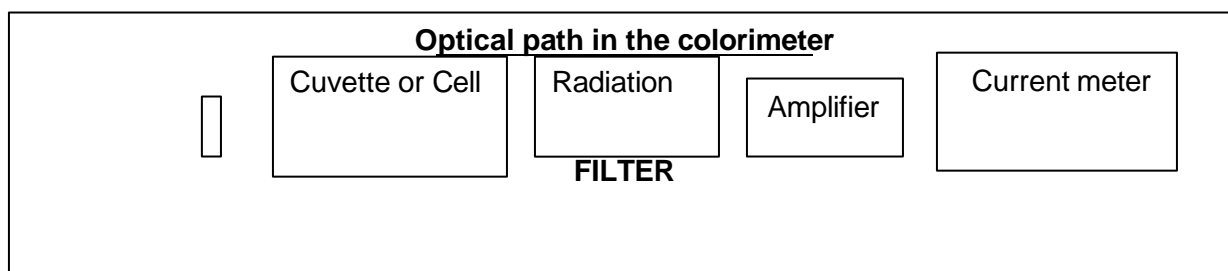 Optical path in the colorimeter
Cuvette or Cell
Radiation
Amplifier
Current meter
FILTER